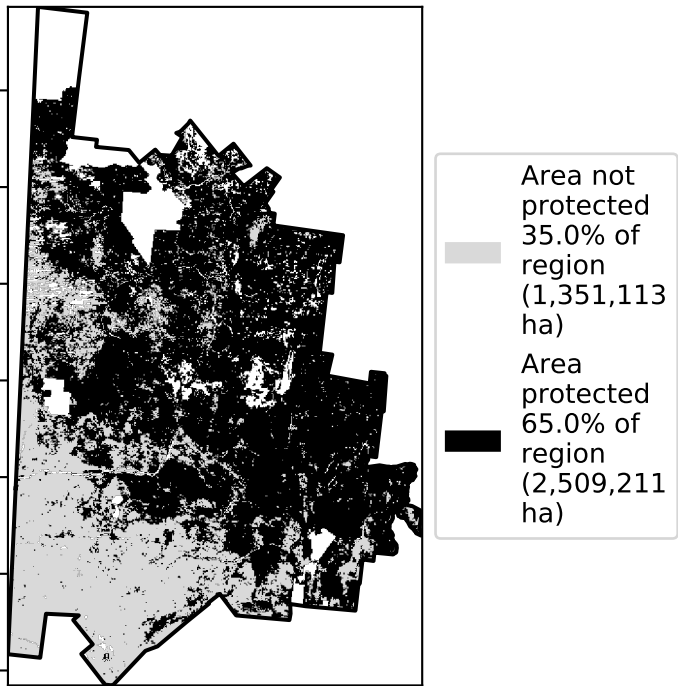 Area not
protected
35.0% of
region
(1,351,113
ha)
Area
protected
65.0% of
region
(2,509,211
ha)